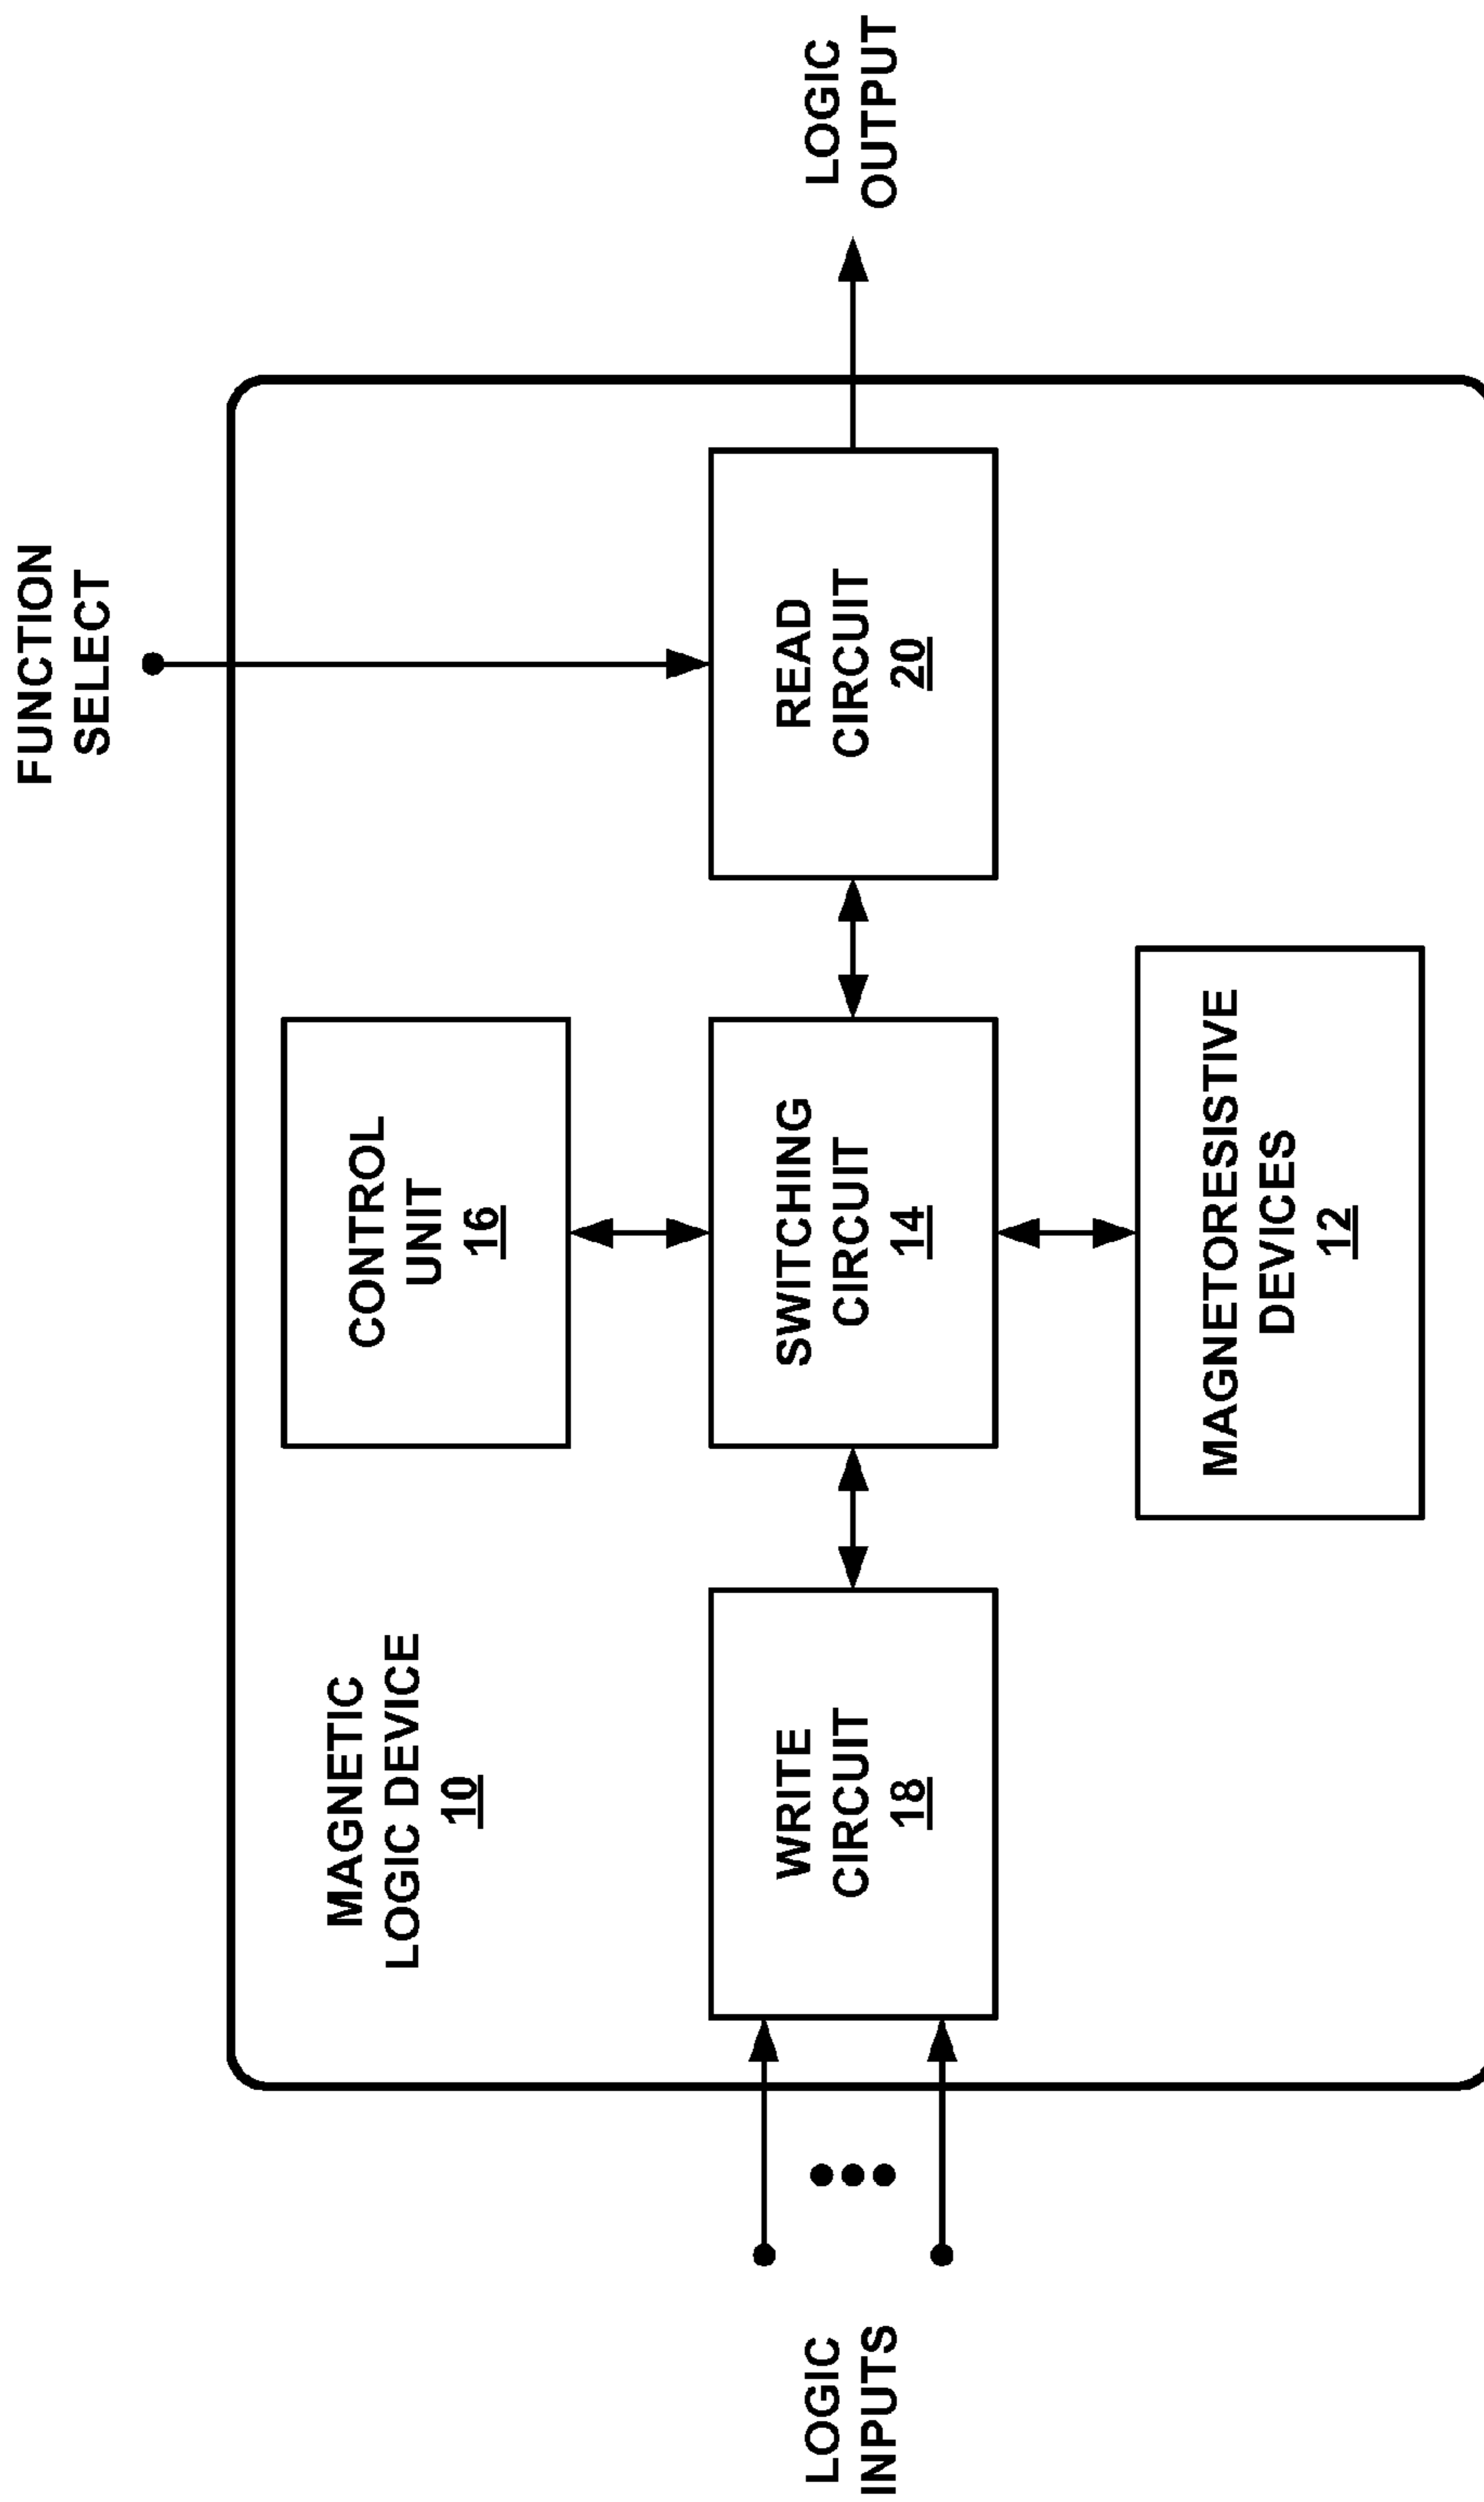 FUNCTION
SELECT
MAGNETIC
LOGIC DEVICE
10
CONTROL
UNIT
16
LOGIC
INPUTS
WRITE
CIRCUIT
18
SWITCHING
CIRCUIT
14
READ
CIRCUIT
20
LOGIC
OUTPUT
MAGNETORESISTIVE
DEVICES
12